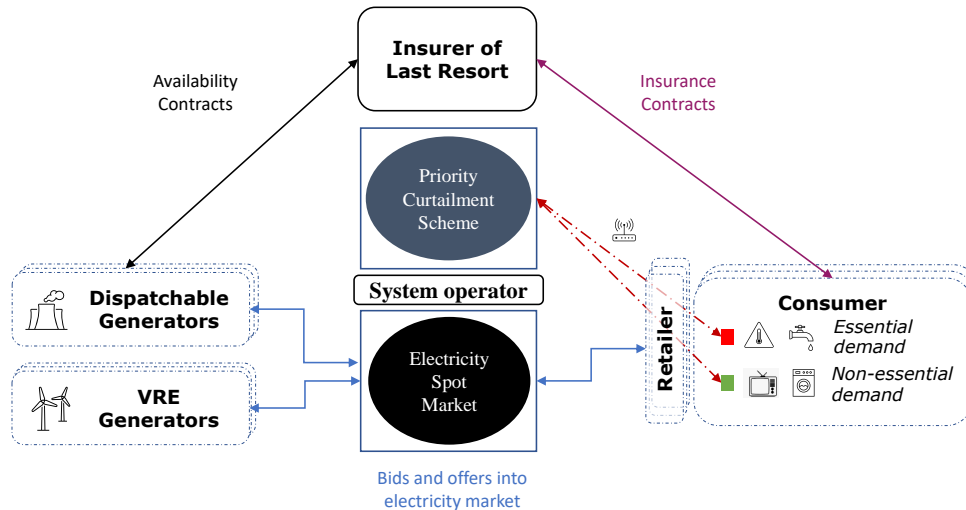 Insurer of
Last Resort
Availability
Contracts
Insurance
Contracts
Priority
Curtailment
Scheme
System operator
Dispatchable
Generators
VRE
Generators
Electricity
Spot
Market
Retailer
Consumer
Essential
demand
Non-essential
demand
Bids and offers into
electricity market